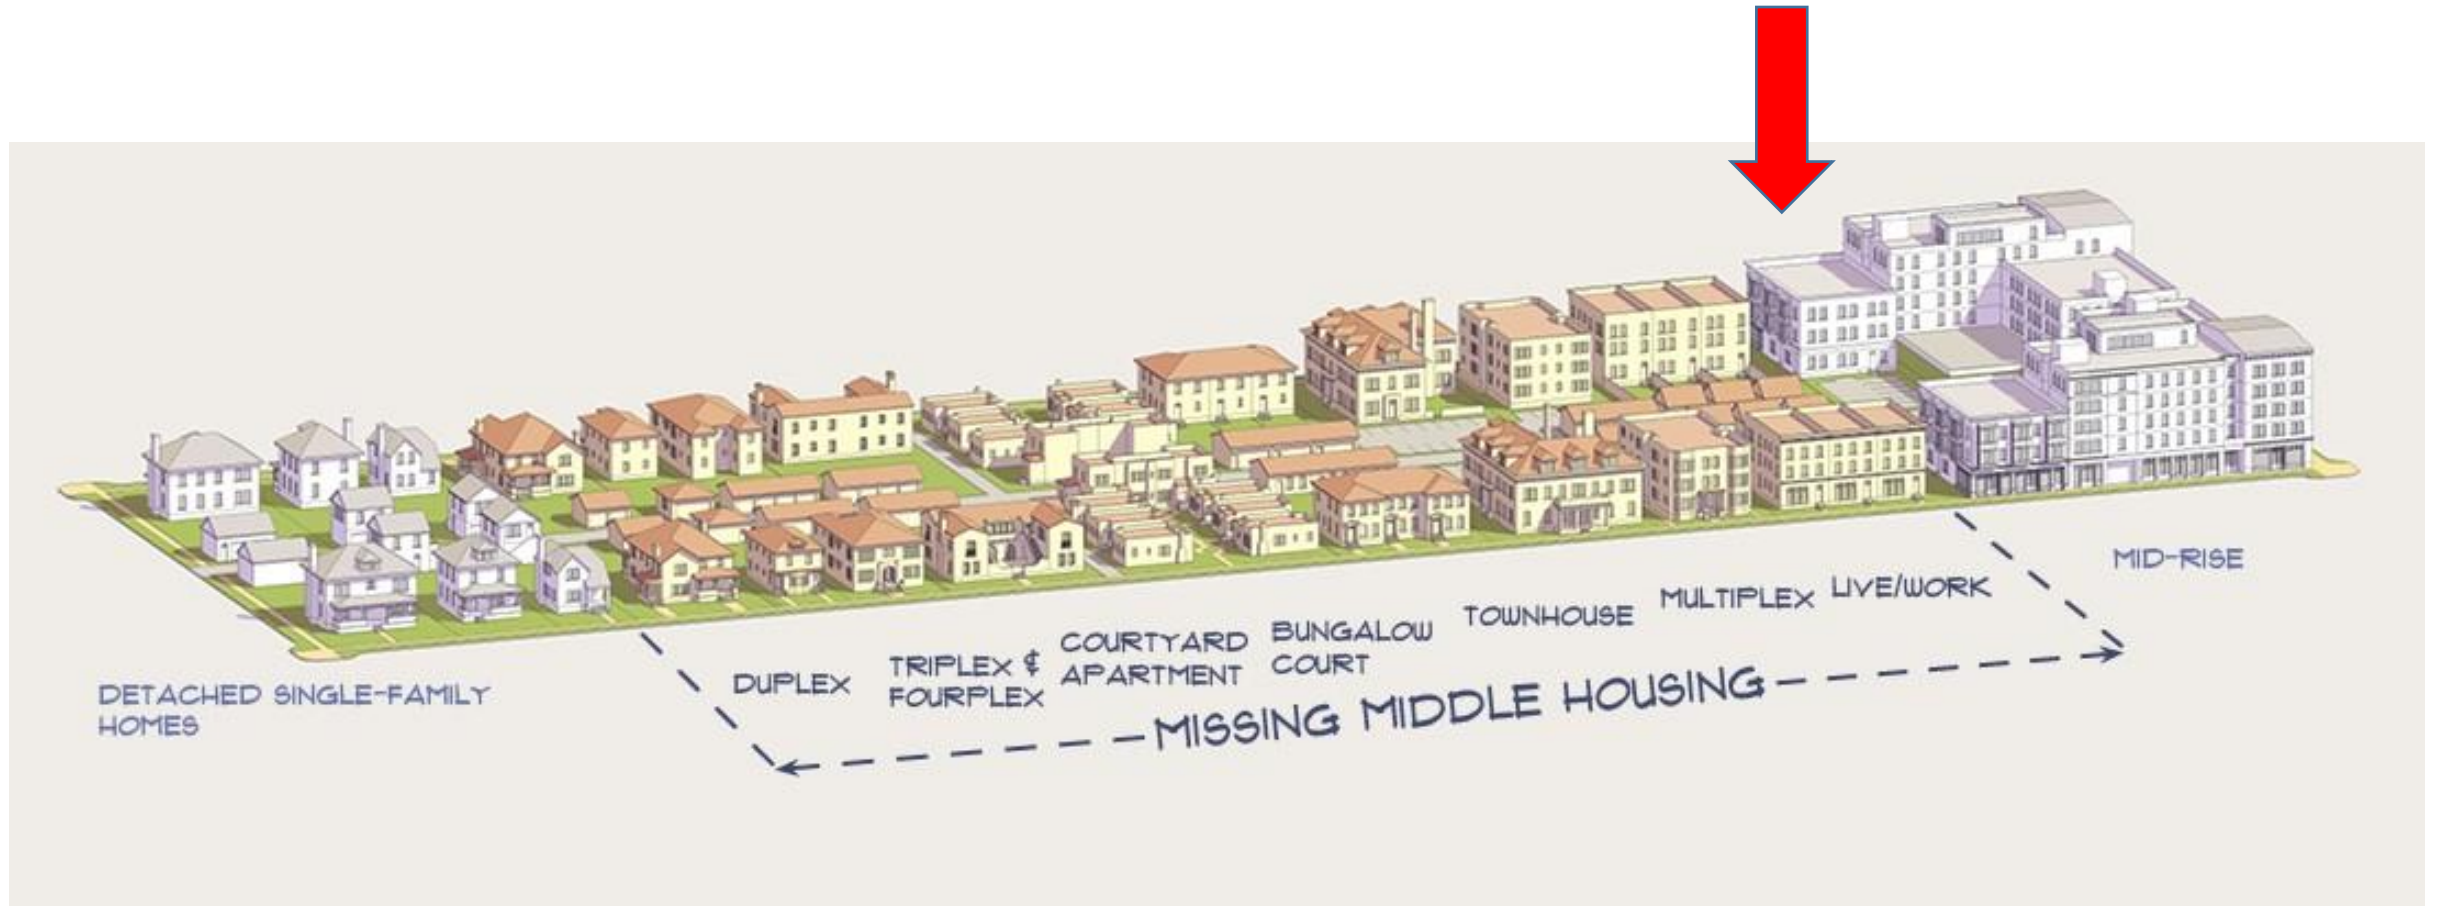 DETACHED SINGLE-FAMILY
HOMES
DUPLEX
TRIPLEX &
FOURPLEX
COURTYARD
APARTMENT
BUNGALOW
COURT
TOWNHOUSE
MULTIPLEX
LIVE/WORK
MID-RISE
MISSING MIDDLE HOUSING